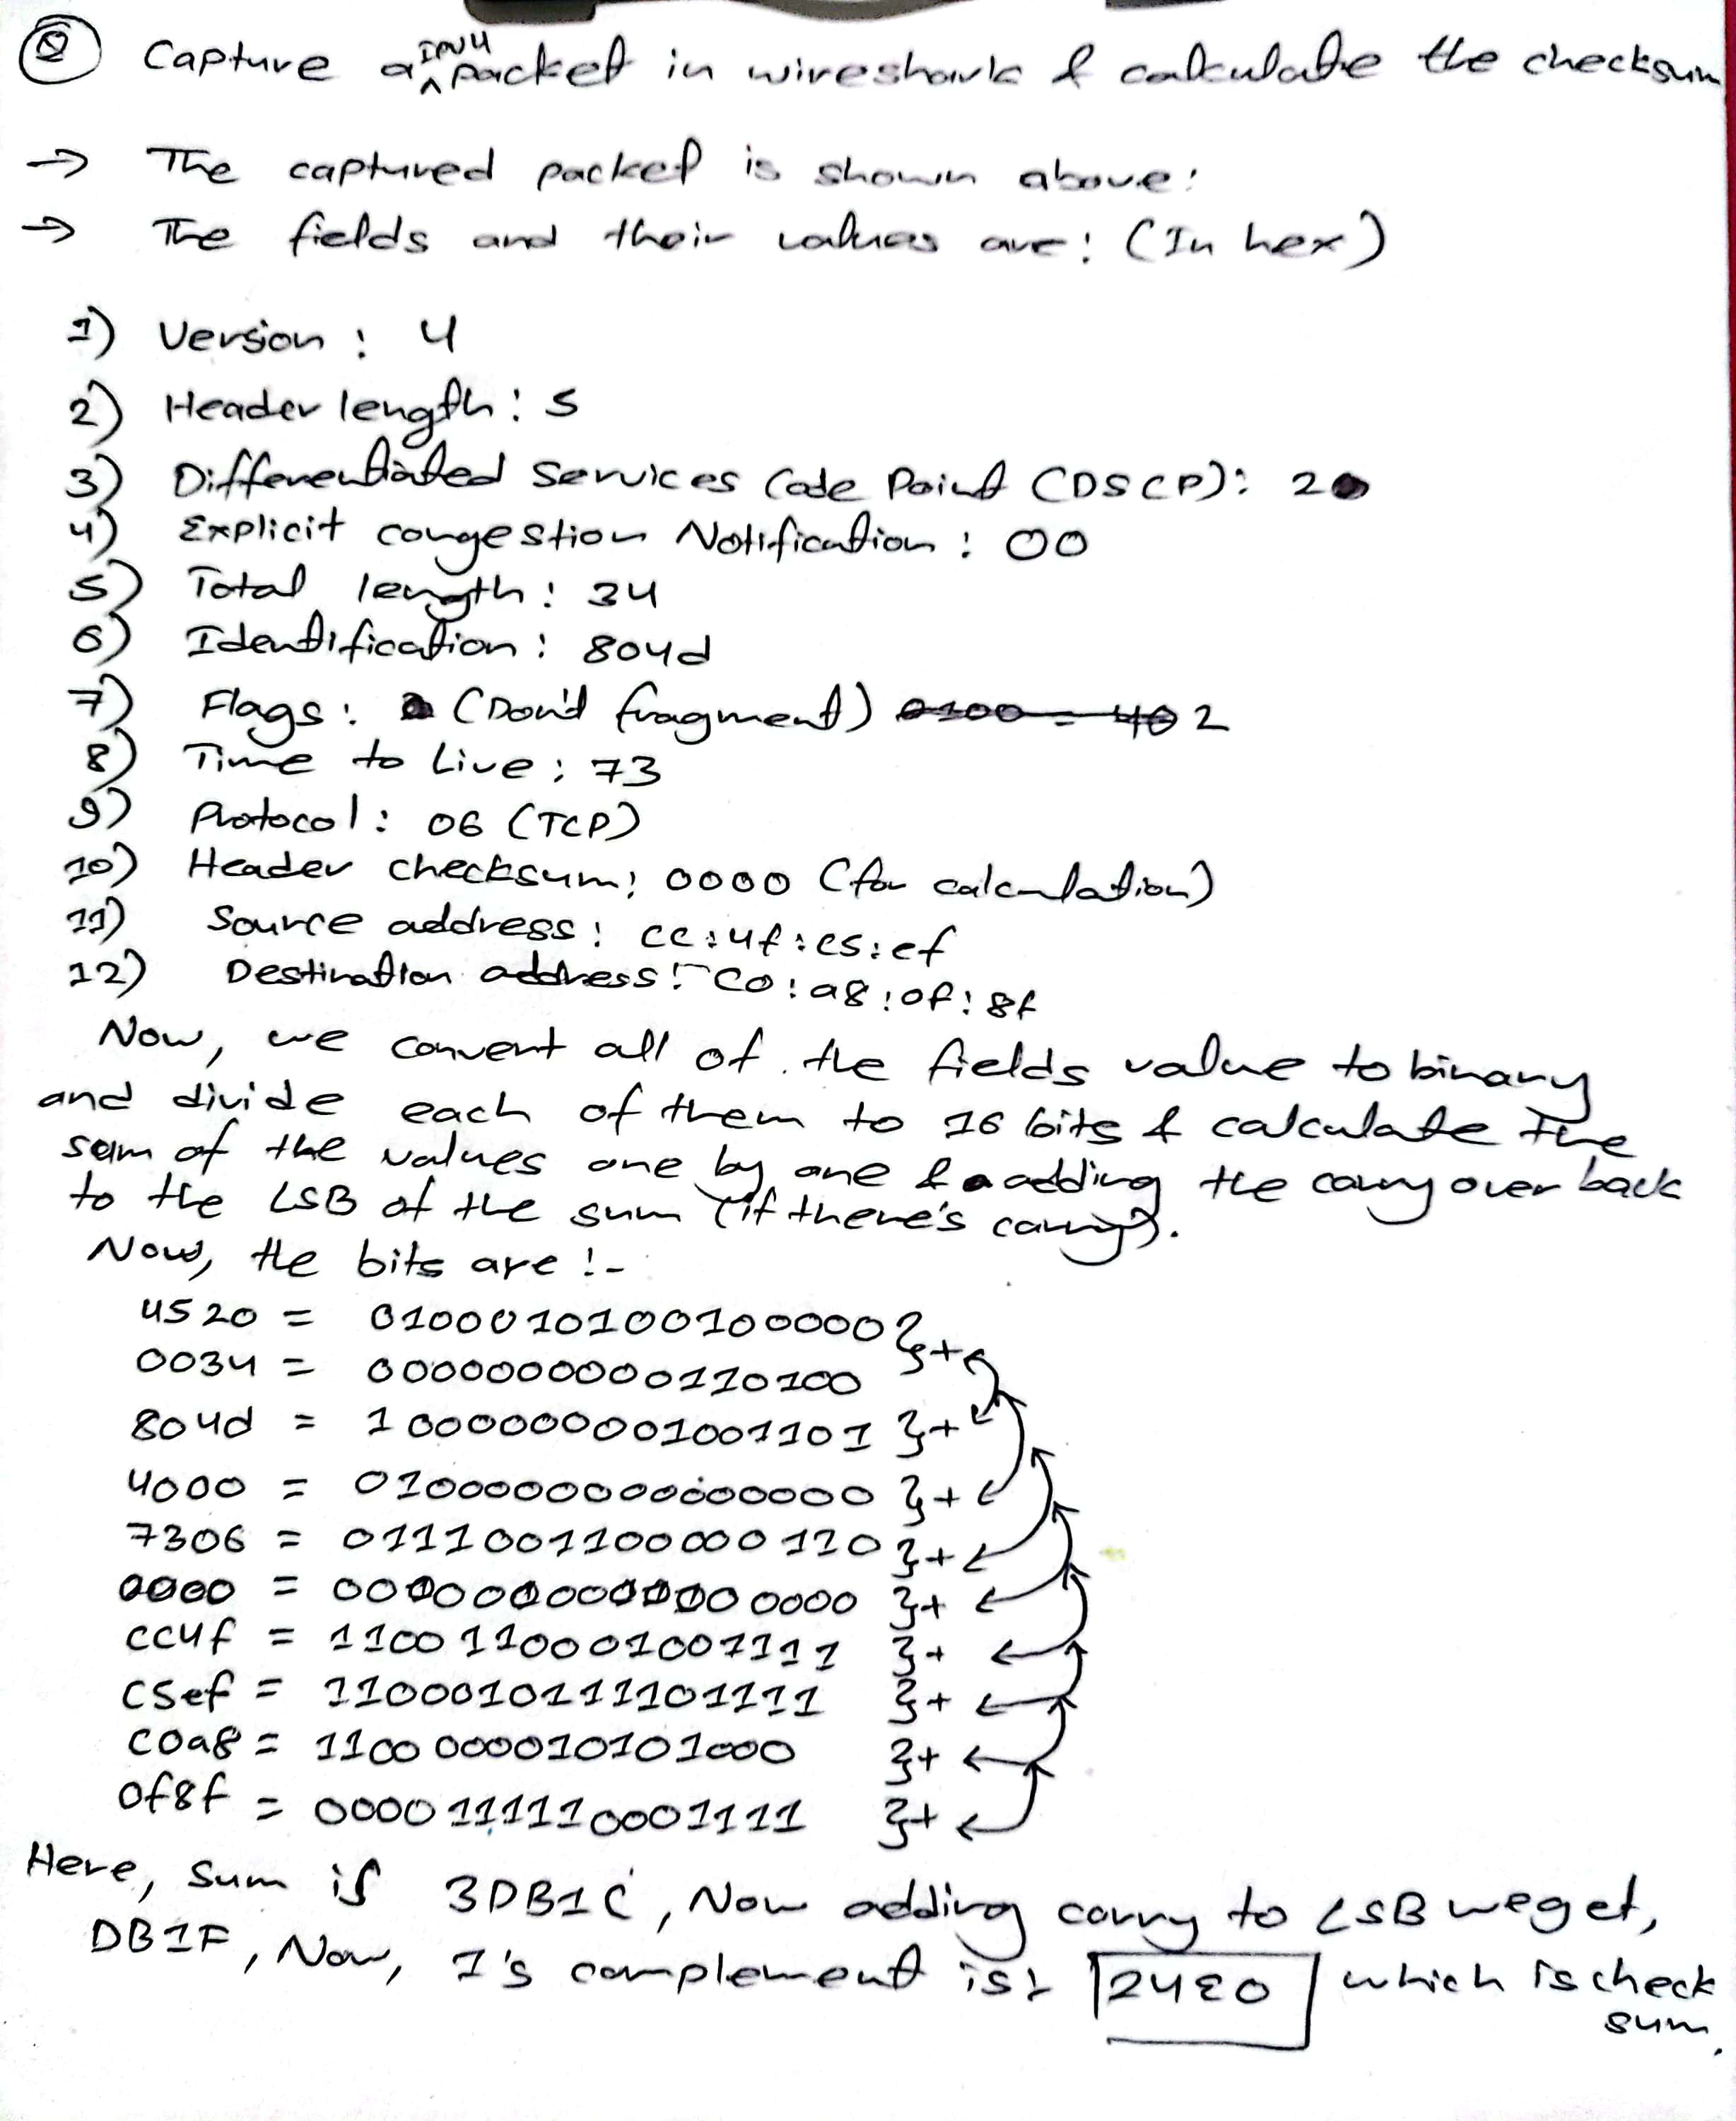 Q Capture a IPv4 packet in wireshark & calculate the checksum
→ The captured packet is shown above:
→ The fields and their values are: (In hex)
1) Version : 4
2) Header length : 5
3) Differentiated Services Code Point (DSCP): 2
4) Explicit congestion Notification : 00
5) Total length : 34
6) Identification : 804d
7) Flags : (Don't fragment) 0100 = 40 2
8) Time to Live : 73
9) Protocol : 06 (TCP)
10) Header checksum : 0000 (for calculation)
11) Source address : cc:4f:c5:ef
12) Destination address :- c0:a8:0f:8f
Now, we convert all of the fields value to binary
and divide each of them to 16 bits & calculate the
sum of the values one by one & adding the carry over back
to the LSB of the sum (if there's carry).
Now, the bits are :-
4520 = 0100010100100000 }+
0034 = 0000000000110100
804d = 1000000001001101 }+
4000 = 0100000000000000 }+
7306 = 0111001100000110 }+
0000 = 0000000000000000 }+
cc4f = 1100110001001111 }+
c5ef = 1100010111101111 }+
c0a8 = 1100000010101000 }+
0f8f = 0000111110001111 }+
Here, sum is 3DB1C, Now adding carry to LSB we get,
DB1F, Now, 1's complement is: 24E0 which is check
sum.